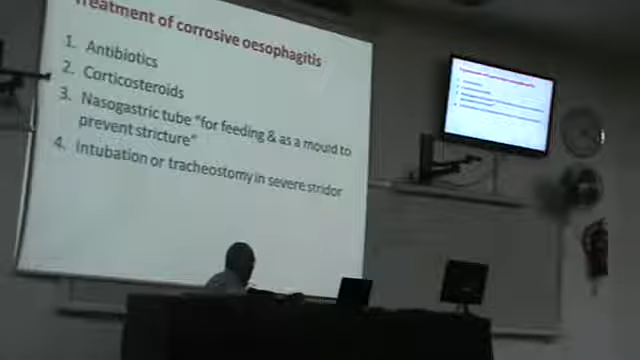 Treatment of corrosive oesophagitis
1. Antibiotics
2. Corticosteroids
3. Nasogastric tube "for feeding & as a mould to
prevent stricture"
4. Intubation or tracheostomy in severe stridor